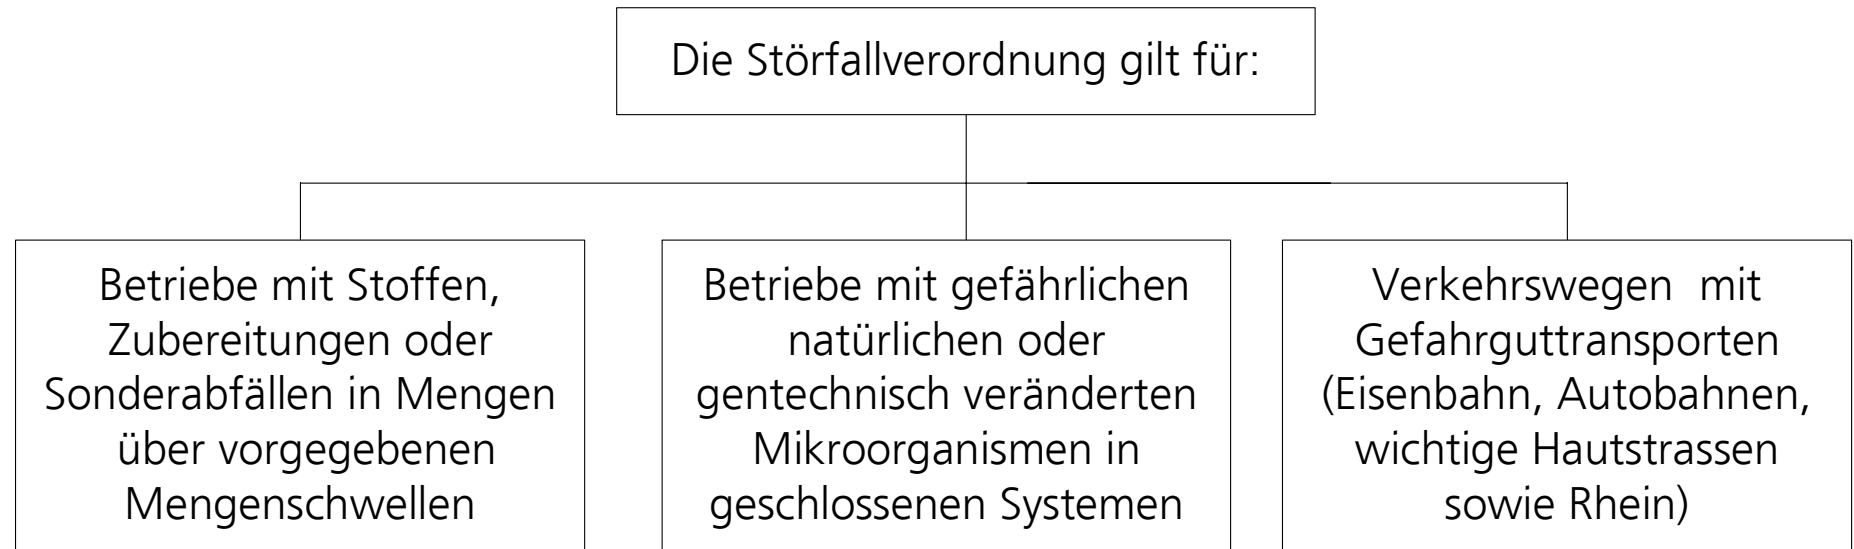 Die Störfallverordnung gilt für:
Betriebe mit Stoffen,
Zubereitungen oder
Sonderabfällen in Mengen
über vorgegebenen
Mengenschwellen
Betriebe mit gefährlichen
natürlichen oder
gentechnisch veränderten
Mikroorganismen in
geschlossenen Systemen
Verkehrswegen mit
Gefahrguttransporten
(Eisenbahn, Autobahnen,
wichtige Hautstrassen
sowie Rhein)